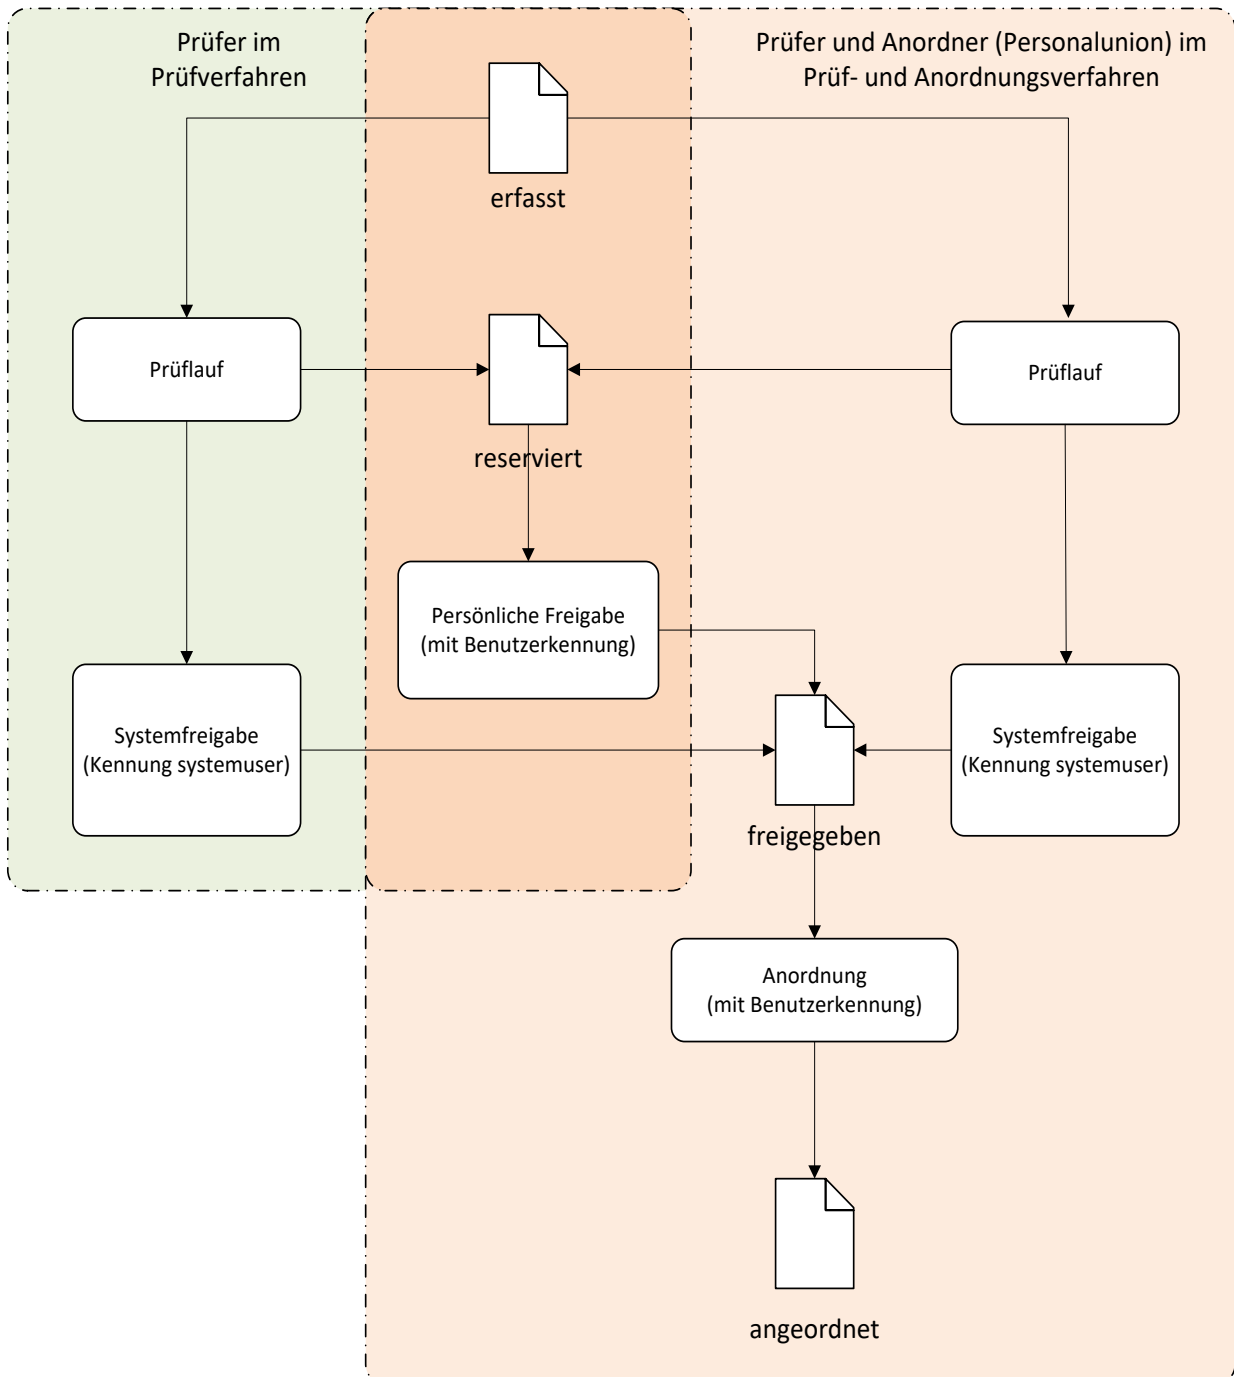 Prüfer im
Prüfverfahren
Prüfer und Anordner (Personalunion) im
Prüf- und Anordnungsverfahren
erfasst
Prüflauf
Prüflauf
reserviert
Persönliche Freigabe
(mit Benutzerkennung)
Systemfreigabe
(Kennung systemuser)
Systemfreigabe
(Kennung systemuser)
freigegeben
Anordnung
(mit Benutzerkennung)
angeordnet